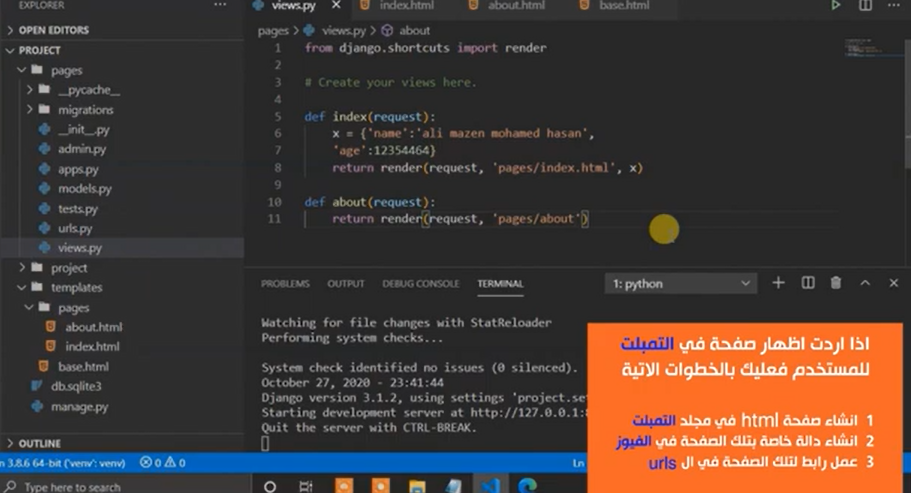 EXPLORER
views.py
index.html
about.html
base.html
OPEN EDITORS
pages > views.py > about
PROJECT
pages
__pycache__
migrations
__init__.py
admin.py
apps.py
models.py
tests.py
urls.py
views.py
project
templates
pages
about.html
index.html
base.html
db.sqlite3
manage.py
OUTLINE
1 from django.shortcuts import render
2
3 # Create your views here.
4
5 def index(request):
6 x = {'name':'ali mazen mohamed hasan',
7 'age':12354464}
8 return render(request, 'pages/index.html', x)
9
10 def about(request):
11 return render(request, 'pages/about')
PROBLEMS OUTPUT DEBUG CONSOLE TERMINAL
1: python
Watching for file changes with StatReloader
Performing system checks...
System check identified no issues (0 silenced).
October 27, 2020 - 23:41:44
Django version 3.1.2, using settings 'project.se
Starting development server at http://127.0.0.1:
Quit the server with CTRL-BREAK.
اذا اردت اظهار صفحة في التمبلت
للمستخدم فعليك بالخطوات الاتية
1 انشاء صفحة html في مجلد التمبلت
2 انشاء دالة خاصة بتلك الصفحة في الفيوز
3 عمل رابط لتلك الصفحة في ال urls
n 3.8.6 64-bit ('venv': venv) 0 0
Ln
Type here to search